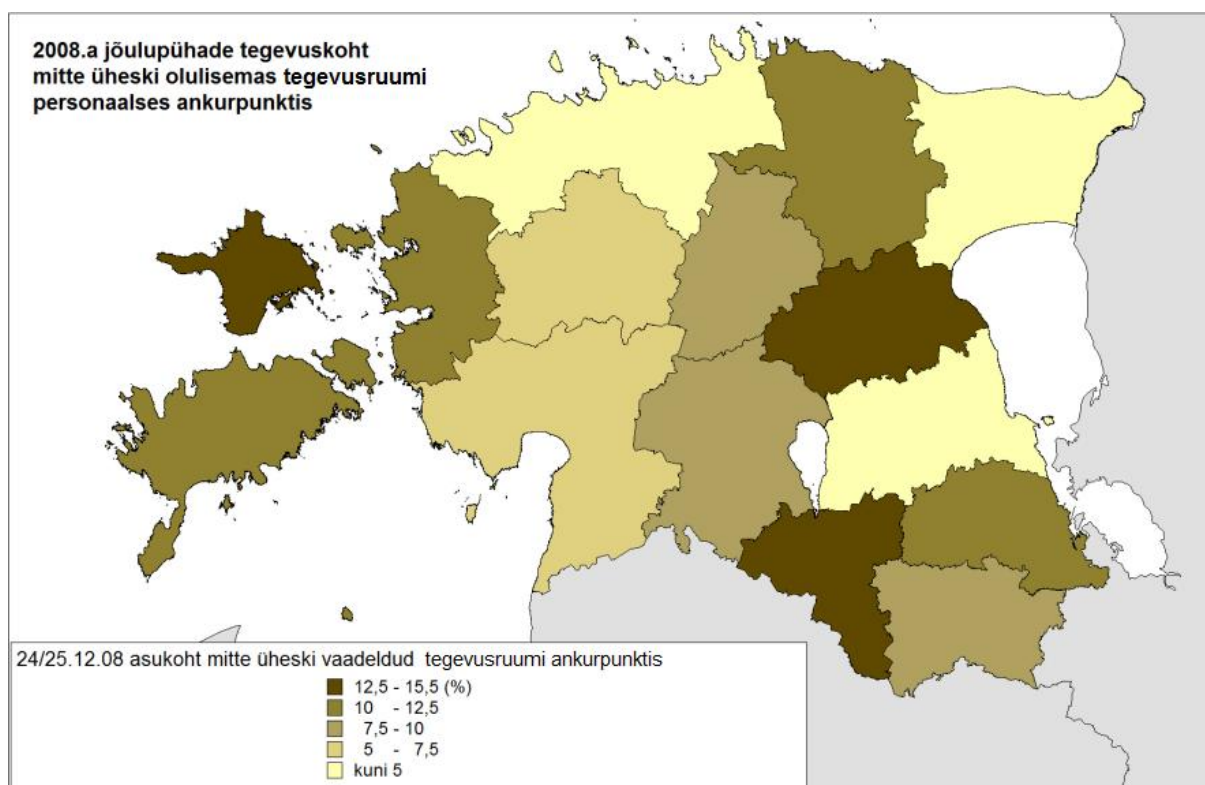 2008.a jõulupühade tegevuskoht
mitte üheski olulisemas tegevusruumi
personaalses ankurpunktis
24/25.12.08 asukoht mitte üheski vaadeldud tegevusruumi ankurpunktis
12,5 - 15,5 (%)
10 - 12,5
7,5 - 10
5 - 7,5
kuni 5